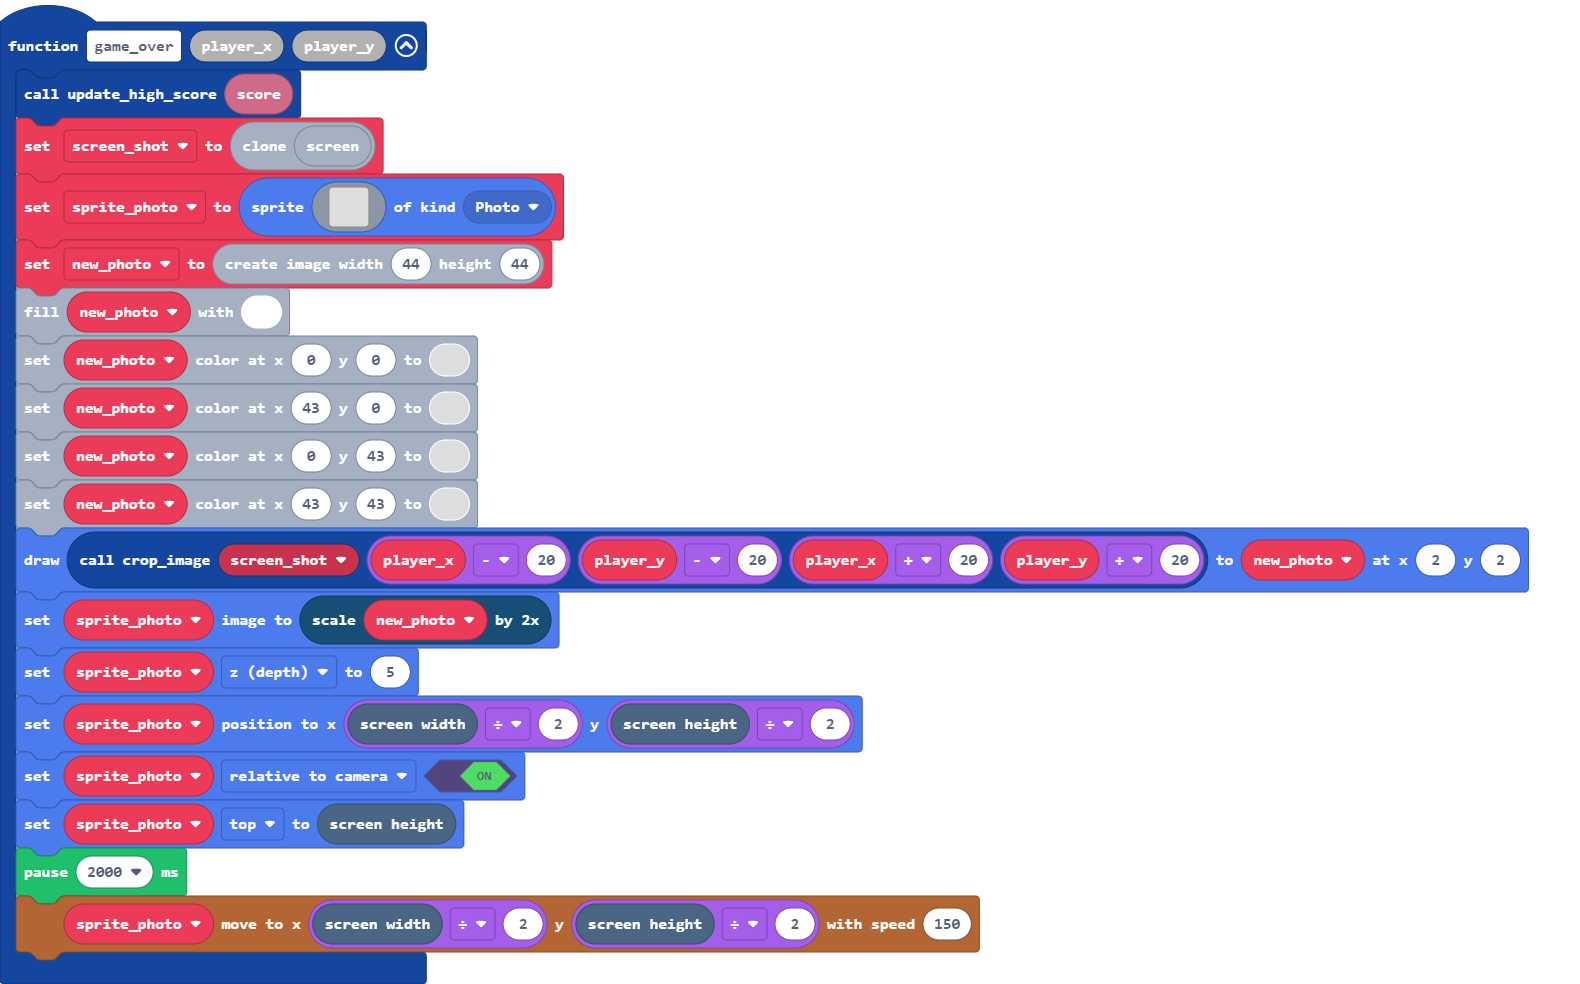 function game_over player_x player_y
call update_high_score score
set screen_shot to clone screen
set sprite_photo to sprite of kind Photo
set new_photo to create image width 44 height 44
fill new_photo with
set new_photo color at x 0 y 0 to
set new_photo color at x 43 y 0 to
set new_photo color at x 0 y 43 to
set new_photo color at x 43 y 43 to
draw call crop_image screen_shot player_x - 20 player_y - 20 player_x + 20 player_y + 20 to new_photo at x 2 y 2
set sprite_photo image to scale new_photo by 2x
set sprite_photo z (depth) to 5
set sprite_photo position to x screen width ÷ 2 y screen height ÷ 2
set sprite_photo relative to camera ON
set sprite_photo top to screen height
pause 2000 ms
sprite_photo move to x screen width ÷ 2 y screen height ÷ 2 with speed 150